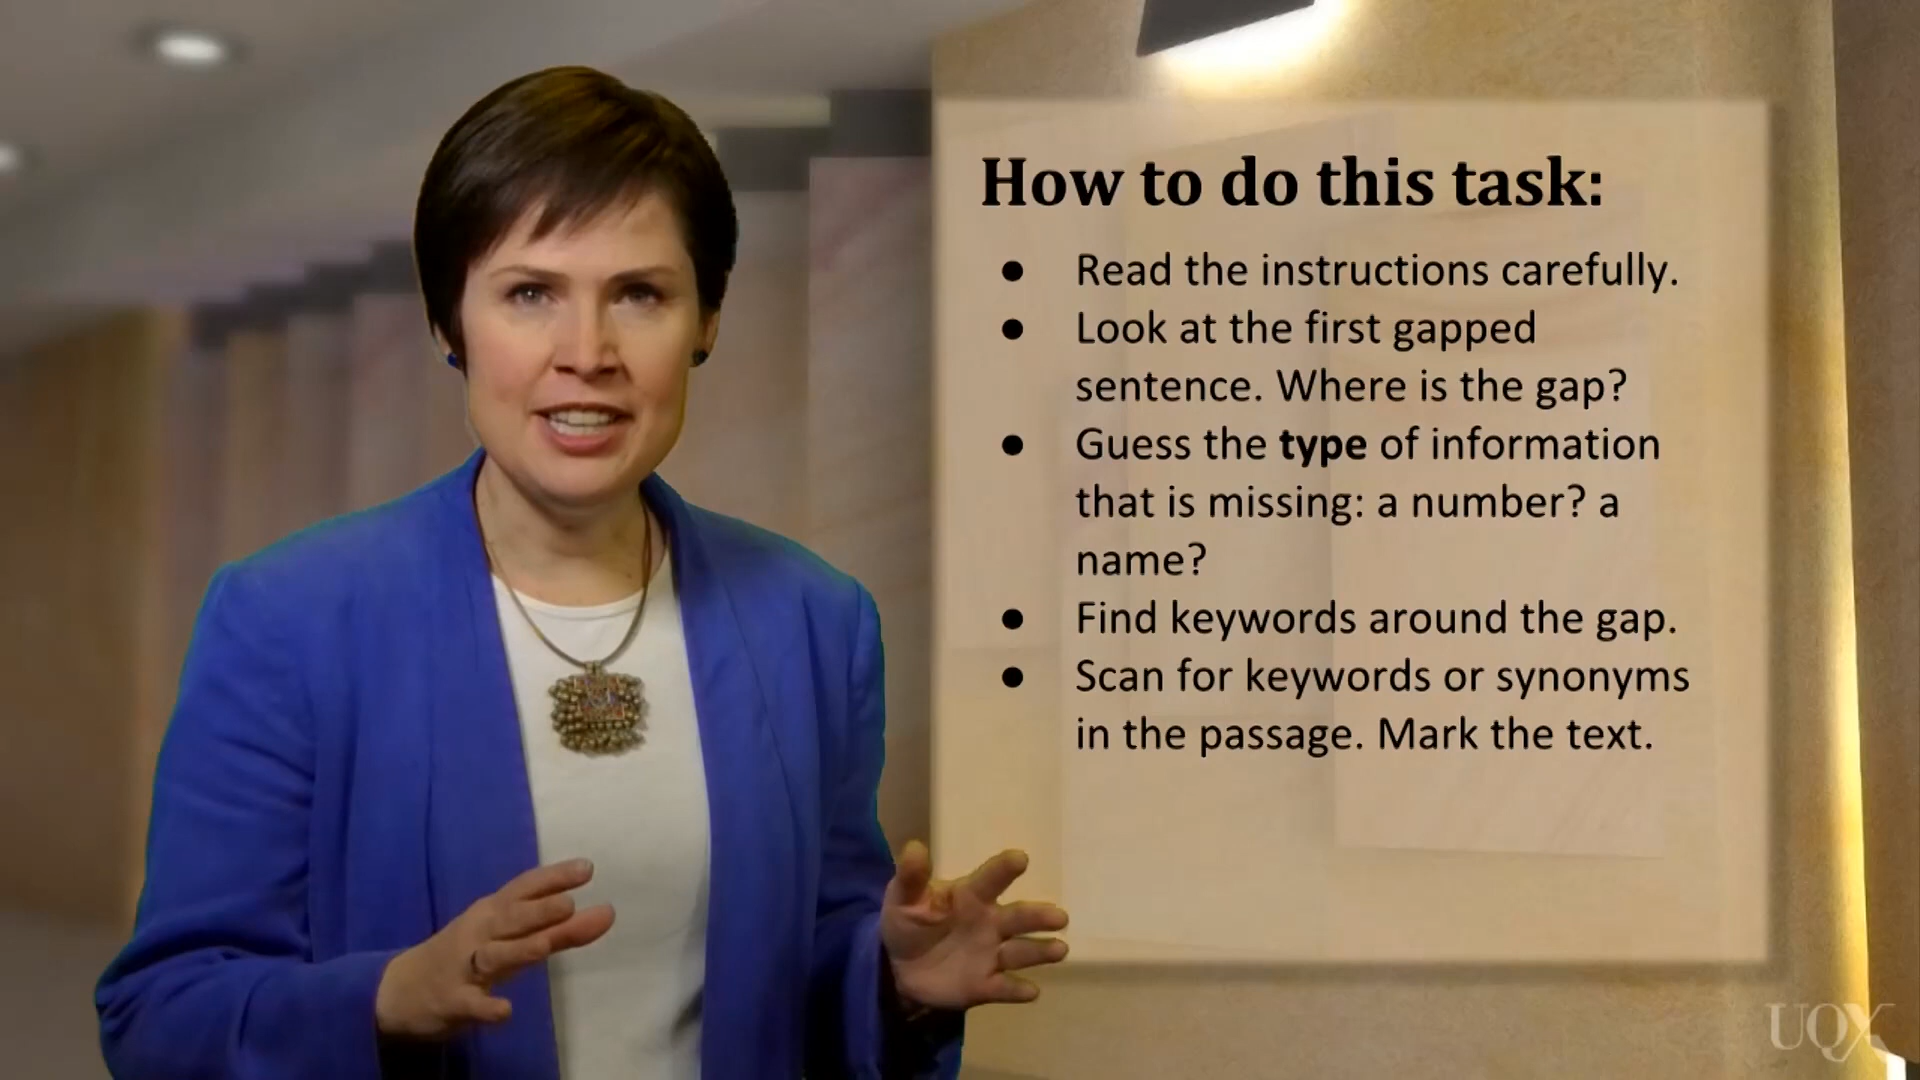 How to do this task:
● Read the instructions carefully.
● Look at the first gapped
sentence. Where is the gap?
● Guess the type of information
that is missing: a number? a
name?
● Find keywords around the gap.
● Scan for keywords or synonyms
in the passage. Mark the text.
UQX